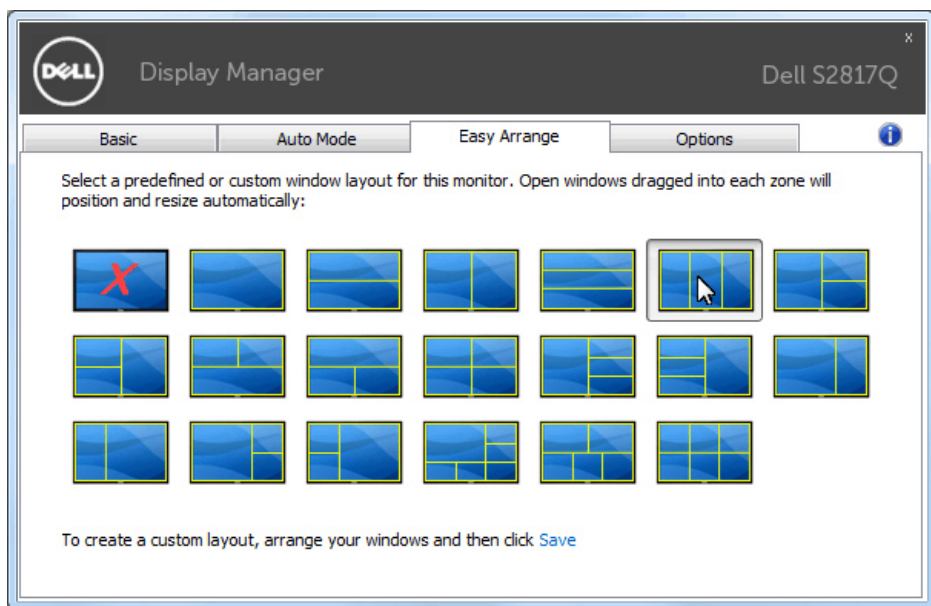 x
DELL
Display Manager
Dell S2817Q
Basic
Auto Mode
Easy Arrange
Options
i
Select a predefined or custom window layout for this monitor. Open windows dragged into each zone will
position and resize automatically:
To create a custom layout, arrange your windows and then click Save